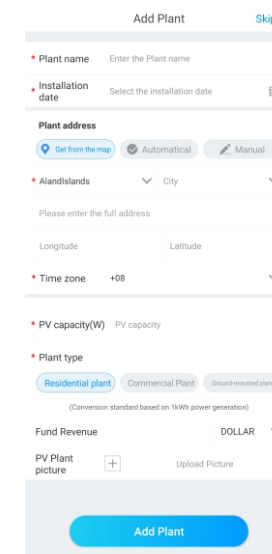 Add Plant Skip
* Plant name Enter the Plant name
* Installation date Select the installation date
Plant address
Get from the map Automatical Manual
* AlandIslands City
Please enter the full address
Longitude Latitude
* Time zone +08
* PV capacity(W) PV capacity
* Plant type
Residential plant Commercial Plant Ground-mounted plant
(Conversion standard based on 1kWh power generation)
Fund Revenue DOLLAR
PV Plant picture + Upload Picture
Add Plant